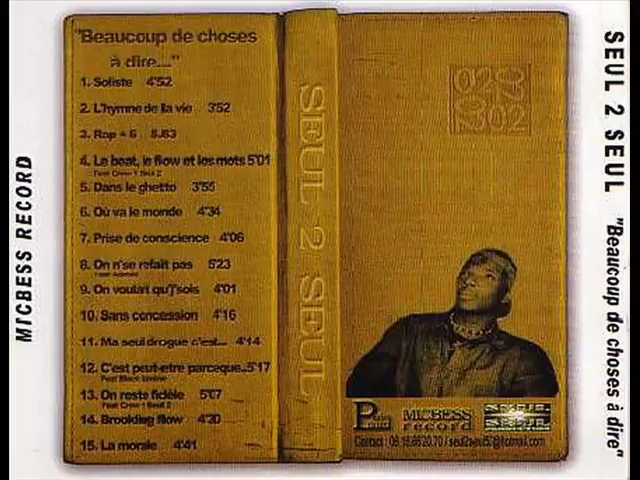 "Beaucoup de choses
à dire..."
1. Soliste 4'52
2. L'hymne de la vie 3'52
3. Rap + 6
4. Le beat, le flow et les mots 5'01
5. Dans le ghetto 3'55
6. Où va le monde 4'34
7. Prise de conscience 4'06
8. On n'se refait pas 5'23
9. On voulait qu'j'sois 4'01
10. Sans concession 4'16
11. Ma seul drogue c'est... 4'14
12. C'est peut-etre parceque..5'17
13. On reste fidèle 5'07
14. Brooking flow 4'20
15. La morale 4'41
SEUL 2 SEUL
MICBESS
record
MICBESS RECORD
SEUL 2 SEUL "Beaucoup de choses à dire"